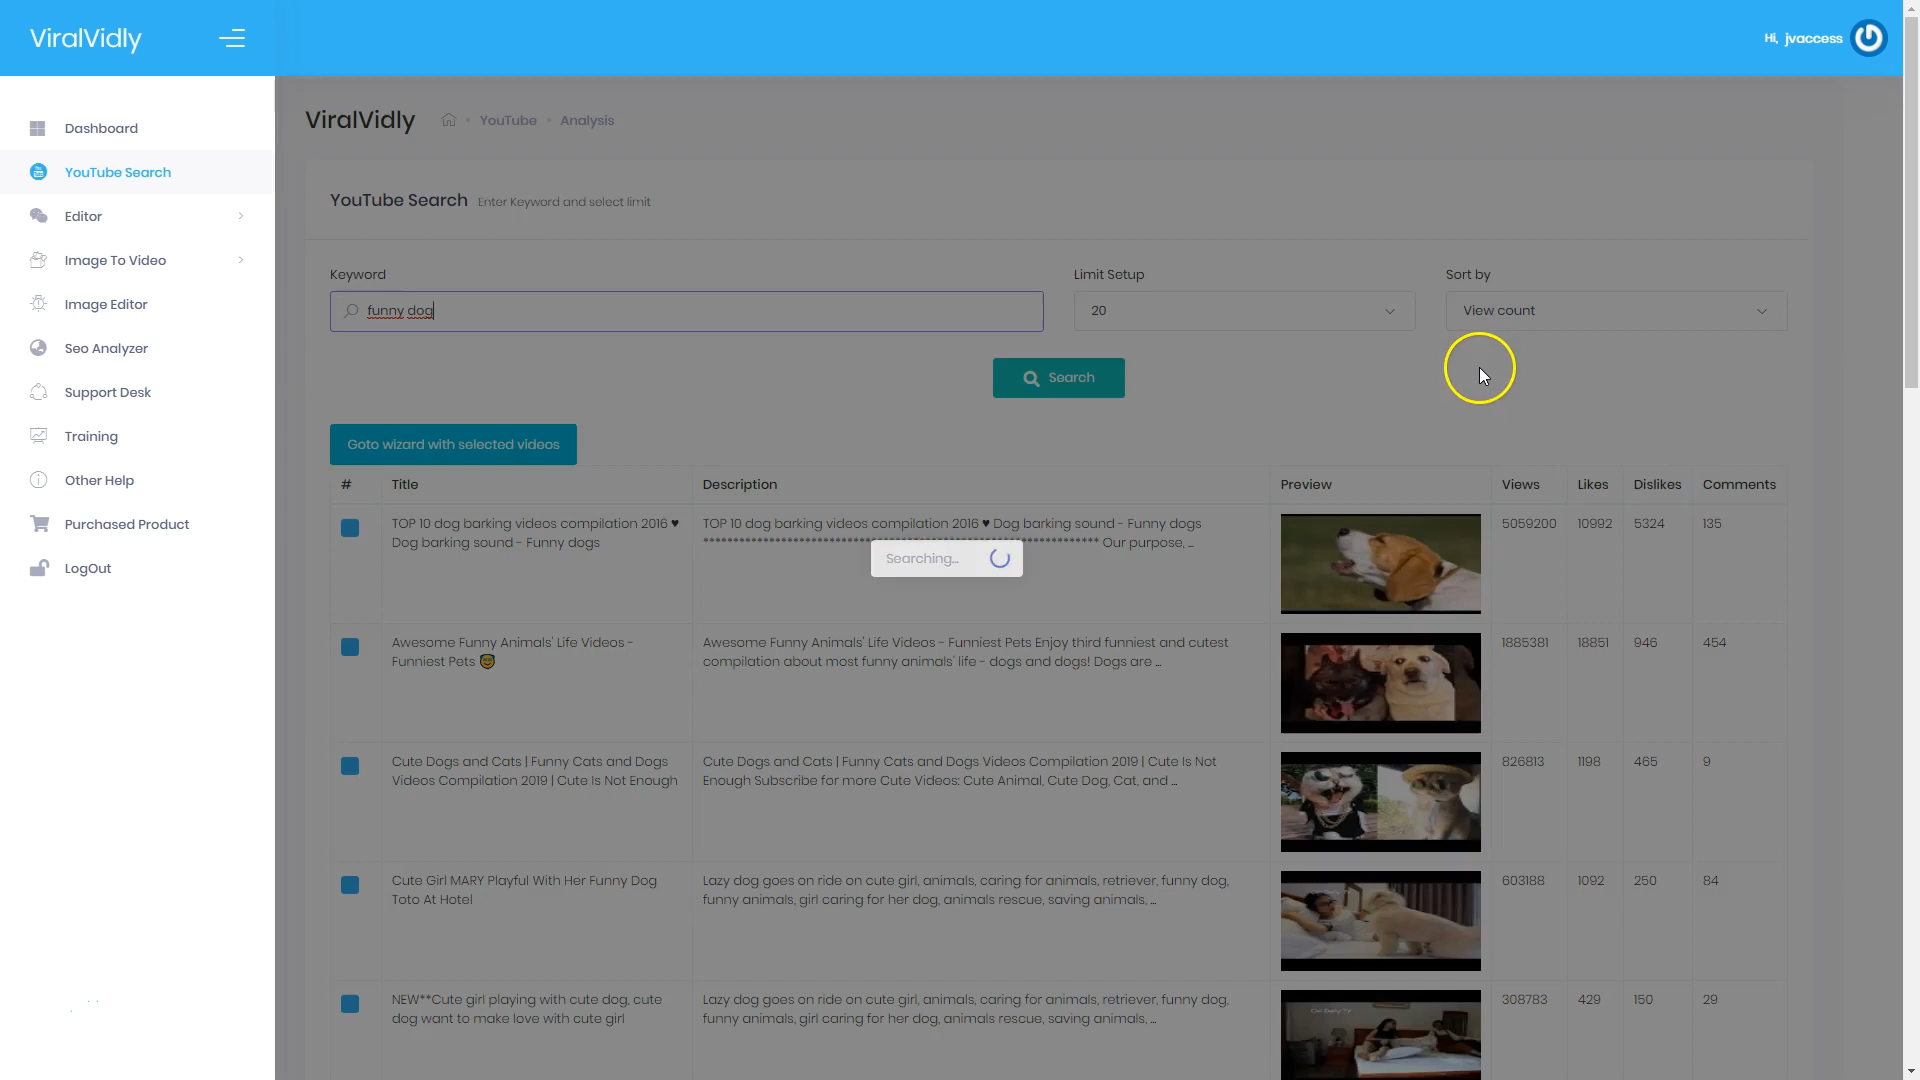 ViralVidly
Hi, jvaccess
Dashboard
YouTube Search
Editor
Image To Video
Image Editor
Seo Analyzer
Support Desk
Training
Other Help
Purchased Product
LogOut
ViralVidly • YouTube • Analysis
YouTube Search Enter Keyword and select limit
Keyword Limit Setup Sort by
funny dog 20 View count
Search
Goto wizard with selected videos
# Title Description Preview Views Likes Dislikes Comments
TOP 10 dog barking videos compilation 2016 ♥ TOP 10 dog barking videos compilation 2016 ♥ Dog barking sound - Funny dogs 5059200 10992 5324 135
Dog barking sound - Funny dogs Our purpose, ...
Searching...
Awesome Funny Animals' Life Videos - Awesome Funny Animals' Life Videos - Funniest Pets Enjoy third funniest and cutest 1885381 18851 946 454
Funniest Pets 😇 compilation about most funny animals' life - dogs and dogs! Dogs are ...
Cute Dogs and Cats | Funny Cats and Dogs Cute Dogs and Cats | Funny Cats and Dogs Videos Compilation 2019 | Cute Is Not 826813 1198 465 9
Videos Compilation 2019 | Cute Is Not Enough Enough Subscribe for more Cute Videos: Cute Animal, Cute Dog, Cat, and ...
Cute Girl MARY Playful With Her Funny Dog Lazy dog goes on ride on cute girl, animals, caring for animals, retriever, funny dog, 603188 1092 250 84
Toto At Hotel funny animals, girl caring for her dog, animals rescue, saving animals, ...
NEW**Cute girl playing with cute dog, cute Lazy dog goes on ride on cute girl, animals, caring for animals, retriever, funny dog, 308783 429 150 29
dog want to make love with cute girl funny animals, girl caring for her dog, animals rescue, saving animals, ...